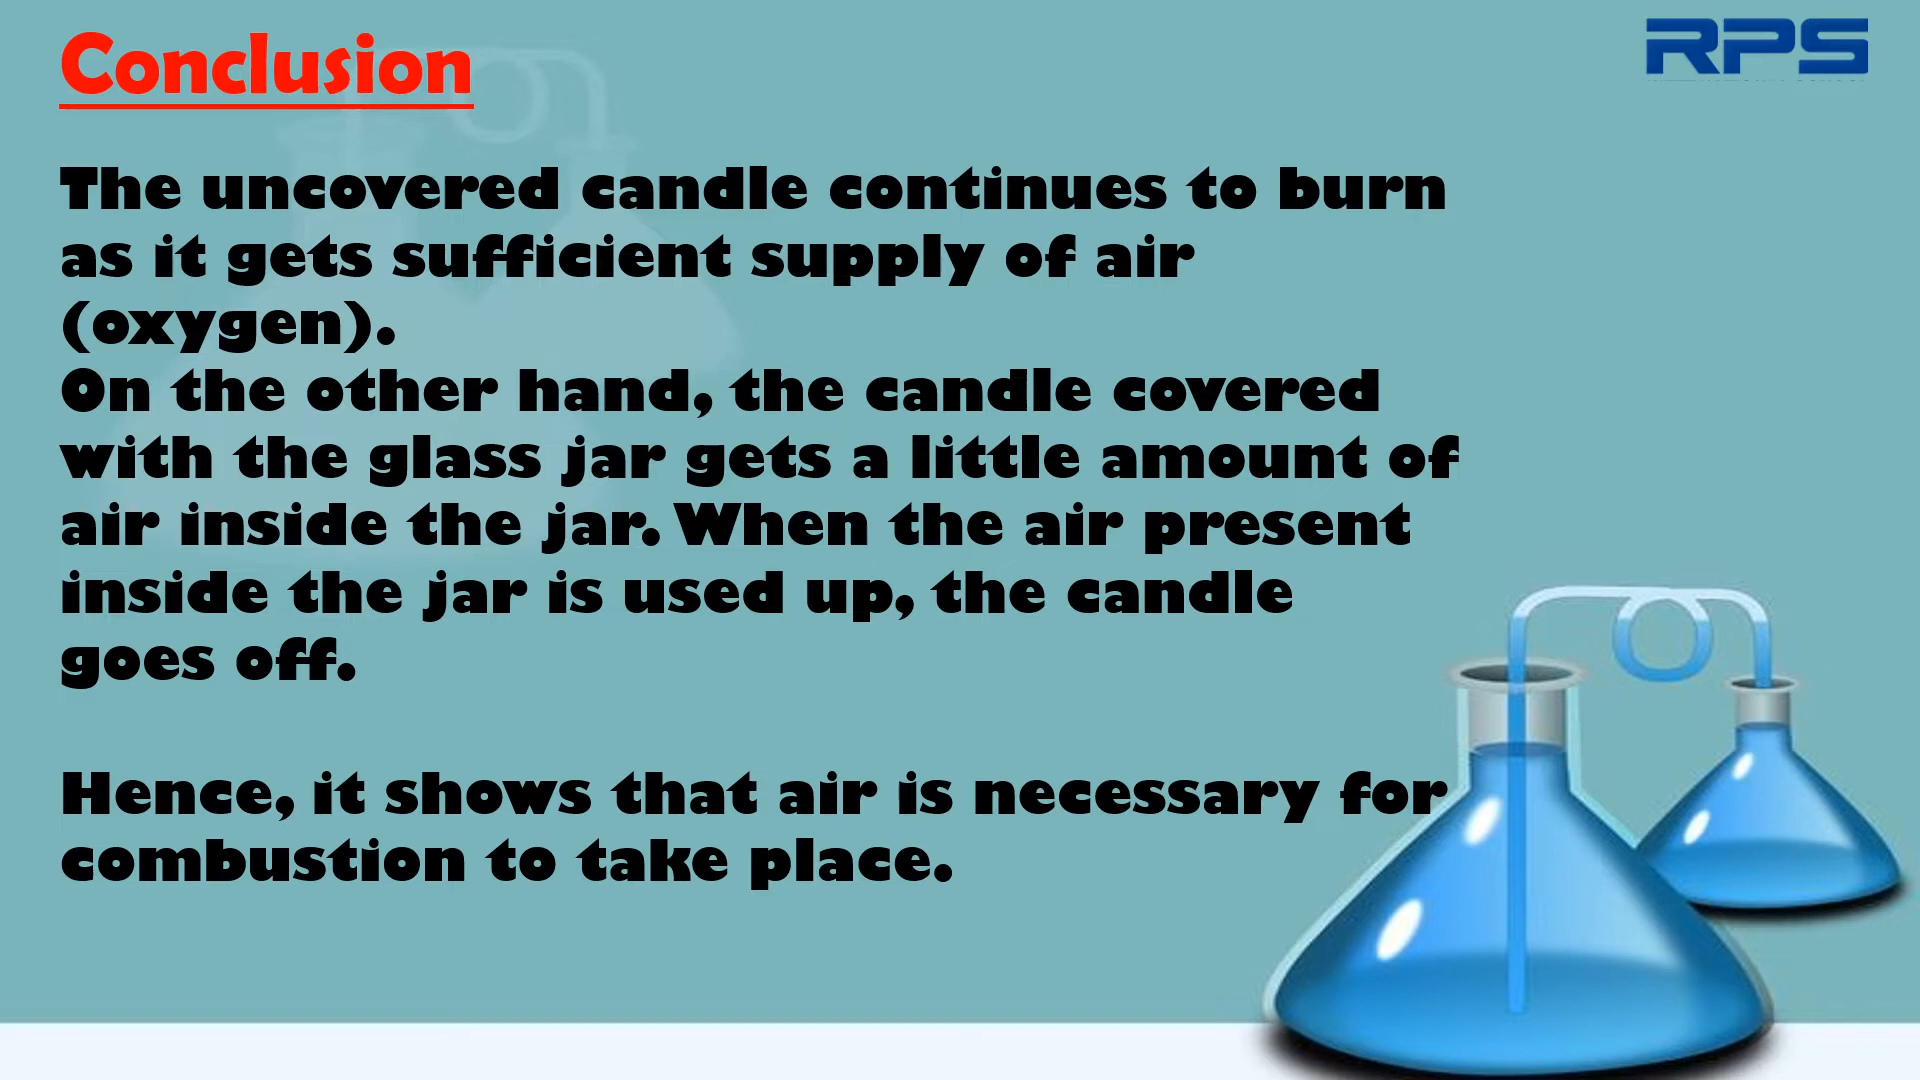 Conclusion
RPS
The uncovered candle continues to burn
as it gets sufficient supply of air
(oxygen).
On the other hand, the candle covered
with the glass jar gets a little amount of
air inside the jar. When the air present
inside the jar is used up, the candle
goes off.
Hence, it shows that air is necessary for
combustion to take place.